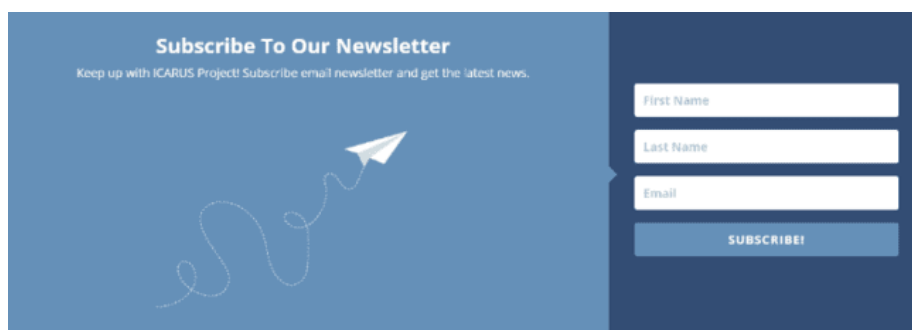 Subscribe To Our Newsletter
Keep up with ICARUS Project! Subscribe email newsletter and get the latest news.
First Name
Last Name
Email
SUBSCRIBE!